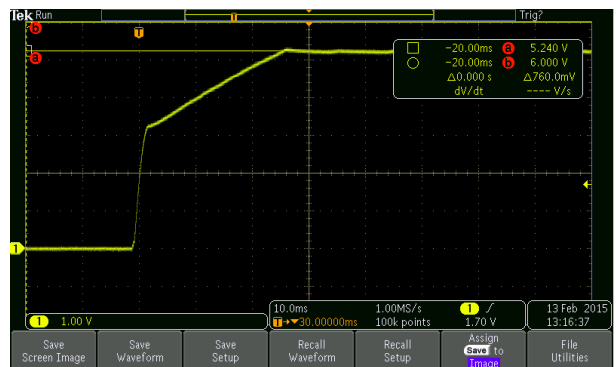 Tek Run Trig?
b
T
T
a
−20.00ms a 5.240 V
−20.00ms b 6.000 V
Δ0.000 s Δ760.0mV
dV/dt ---- V/s
1
1 1.00 V
10.0ms 1.00MS/s 1 ∫ 13 Feb 2015
T→▼30.00000ms 100k points 1.70 V 13:16:37
Save Screen Image
Save Waveform
Save Setup
Recall Waveform
Recall Setup
Assign Save to Image
File Utilities